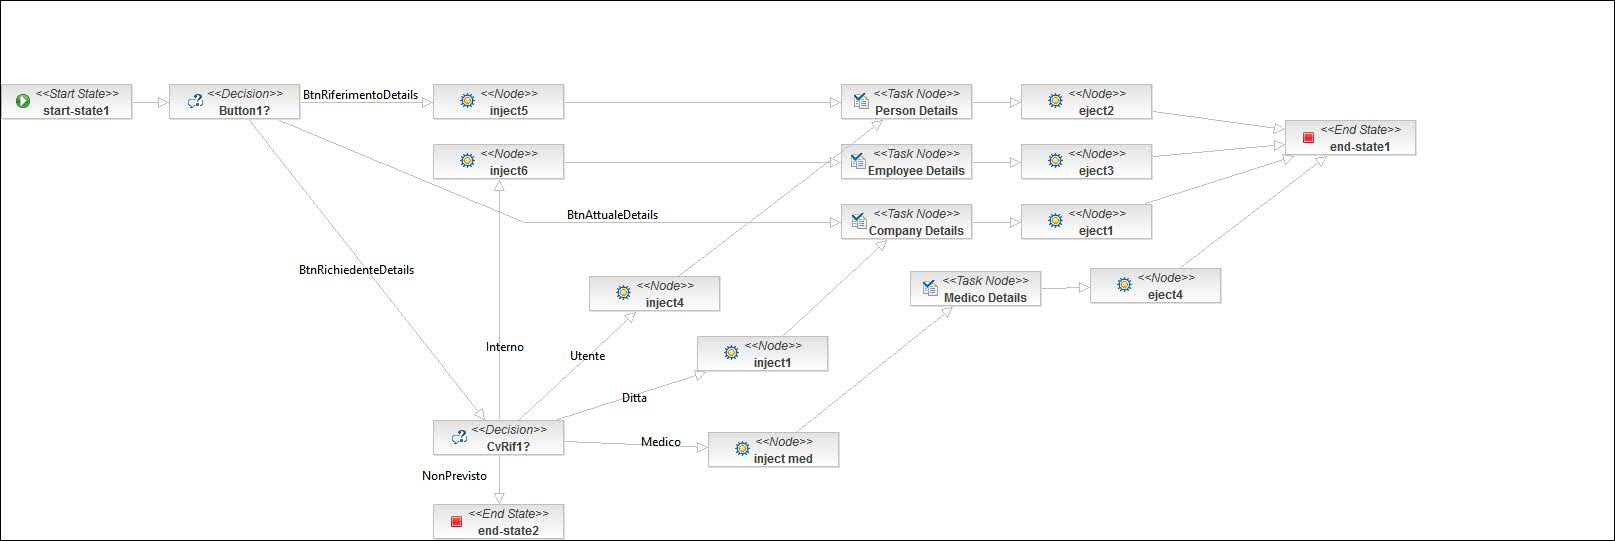 <<Start State>>
start-state1
<<Decision>>
Button1?
BtnRiferimentoDetails
<<Node>>
inject5
<<Task Node>>
Person Details
<<Node>>
eject2
<<End State>>
end-state1
<<Node>>
inject6
<<Task Node>>
Employee Details
<<Node>>
eject3
BtnAttualeDetails
<<Task Node>>
Company Details
<<Node>>
eject1
BtnRichiedenteDetails
<<Node>>
inject4
<<Task Node>>
Medico Details
<<Node>>
eject4
Interno
Utente
<<Node>>
inject1
Ditta
<<Decision>>
CvRif1?
Medico
<<Node>>
inject med
NonPrevisto
<<End State>>
end-state2